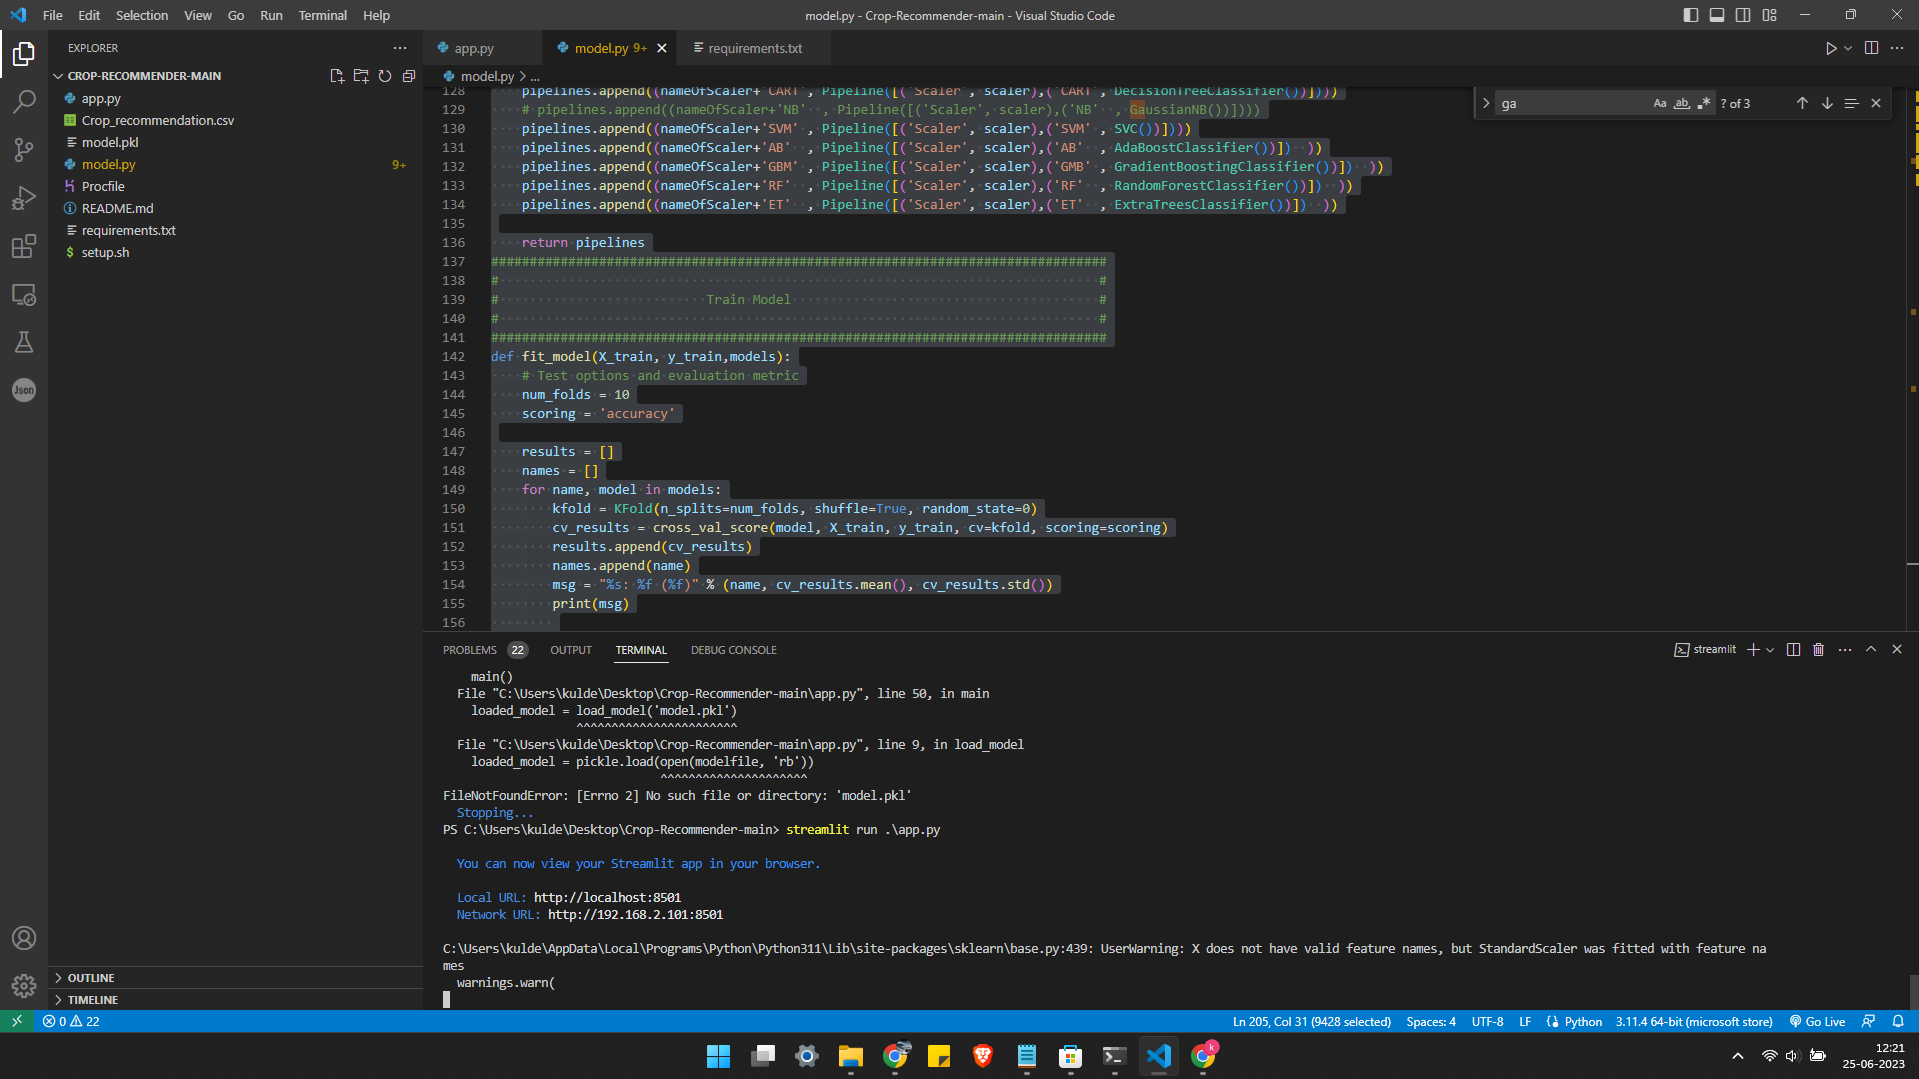 File Edit Selection View Go Run Terminal Help
model.py - Crop-Recommender-main - Visual Studio Code
EXPLORER
CROP-RECOMMENDER-MAIN
app.py
Crop_recommendation.csv
model.pkl
model.py 9+
Procfile
README.md
requirements.txt
setup.sh
OUTLINE
TIMELINE
Json
app.py
model.py 9+
requirements.txt
model.py > ...
ga
Aa ab .* ? of 3
128 pipelines.append((nameOfScaler+'CART', Pipeline([('Scaler', scaler),('CART', DecisionTreeClassifier())])))
129 # pipelines.append((nameOfScaler+'NB' , Pipeline([('Scaler', scaler),('NB' , GaussianNB())])))
130 pipelines.append((nameOfScaler+'SVM' , Pipeline([('Scaler', scaler),('SVM' , SVC())])))
131 pipelines.append((nameOfScaler+'AB' , Pipeline([('Scaler', scaler),('AB' , AdaBoostClassifier())]) ))
132 pipelines.append((nameOfScaler+'GBM' , Pipeline([('Scaler', scaler),('GMB' , GradientBoostingClassifier())]) ))
133 pipelines.append((nameOfScaler+'RF' , Pipeline([('Scaler', scaler),('RF' , RandomForestClassifier())]) ))
134 pipelines.append((nameOfScaler+'ET' , Pipeline([('Scaler', scaler),('ET' , ExtraTreesClassifier())]) ))
135
136 return pipelines
137 ################################################################################
138 # #
139 # Train Model #
140 # #
141 ################################################################################
142 def fit_model(X_train, y_train,models):
143 # Test options and evaluation metric
144 num_folds = 10
145 scoring = 'accuracy'
146
147 results = []
148 names = []
149 for name, model in models:
150 kfold = KFold(n_splits=num_folds, shuffle=True, random_state=0)
151 cv_results = cross_val_score(model, X_train, y_train, cv=kfold, scoring=scoring)
152 results.append(cv_results)
153 names.append(name)
154 msg = "%s: %f (%f)" % (name, cv_results.mean(), cv_results.std())
155 print(msg)
156
PROBLEMS 22 OUTPUT TERMINAL DEBUG CONSOLE
streamlit
main()
File "C:\Users\kulde\Desktop\Crop-Recommender-main\app.py", line 50, in main
loaded_model = load_model('model.pkl')
^^^^^^^^^^^^^^^^^^^^^^^
File "C:\Users\kulde\Desktop\Crop-Recommender-main\app.py", line 9, in load_model
loaded_model = pickle.load(open(modelfile, 'rb'))
^^^^^^^^^^^^^^^^^^^^^
FileNotFoundError: [Errno 2] No such file or directory: 'model.pkl'
Stopping...
PS C:\Users\kulde\Desktop\Crop-Recommender-main> streamlit run .\app.py
You can now view your Streamlit app in your browser.
Local URL: http://localhost:8501
Network URL: http://192.168.2.101:8501
C:\Users\kulde\AppData\Local\Programs\Python\Python311\Lib\site-packages\sklearn\base.py:439: UserWarning: X does not have valid feature names, but StandardScaler was fitted with feature na
mes
warnings.warn(
0 22
Ln 205, Col 31 (9428 selected) Spaces: 4 UTF-8 LF Python 3.11.4 64-bit (microsoft store) Go Live
k
12:21
25-06-2023